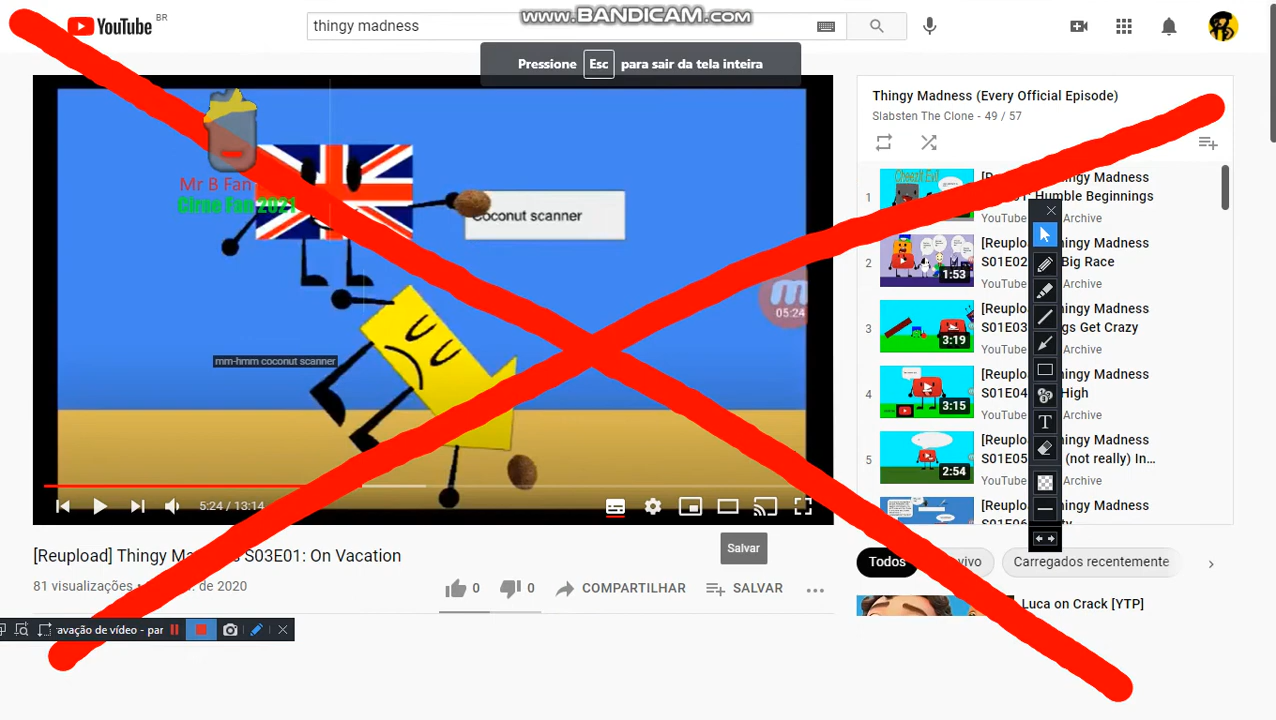 www.BANDICAM.com
YouTube BR
thingy madness
Pressione Esc para sair da tela inteira
Mr B Fan
2021
Coconut scanner
05:24
mm-hmm coconut scanner
5:24 / 13:14
[Reupload] Thingy S03E01: On Vacation
81 visualizações
de 2020
0
0
COMPARTILHAR
SALVAR
Salvar
Thingy Madness (Every Official Episode)
Slabsten The Clone - 49 / 57
1
Madness
Humble Beginnings
YouTube Archive
2
1:53
Madness
S01E02 Big Race
YouTube Archive
3
3:19
[Reuplo ingy Madness
S01E03 gs Get Crazy
YouTube Archive
4
3:15
[Reuplo ingy Madness
S01E04 High
YouTube Archive
5
2:54
[Reuplo ingy Madness
S01E05 (not really) In...
YouTube Archive
[Reuplo ingy Madness
Todos
vivo
Carregados recentemente
Luca on Crack [YTP]
avação de vídeo - par
T